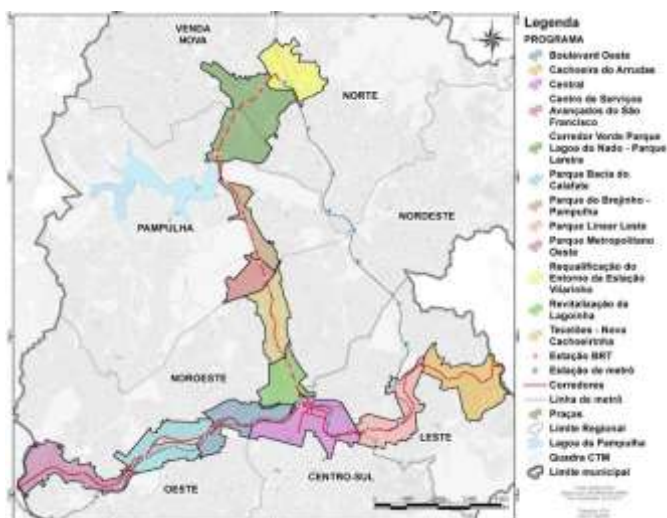 VENDA
NOVA
NORTE
NORDESTE
PAMPULHA
NOROESTE
LESTE
OESTE
CENTRO-SUL
Legenda
PROGRAMA
Boulevard Oeste
Cachoeira do Arrudas
Central
Centro de Serviços
Avançados do São
Francisco
Corredor Verde Parque
Lagoa do Nado - Parque
Lareira
Parque Bacia do
Calafate
Parque do Brejinho -
Pampulha
Parque Linear Leste
Parque Metropolitano
Oeste
Requalificação do
Entorno da Estação
Vilarinho
Revitalização da
Lagoinha
Tecelões - Nova
Cachoeirinha
Estação BRT
Estação de metrô
Corredores
Linha do metrô
Praças
Limite Regional
Lagoa da Pampulha
Quadra CTM
Limite municipal